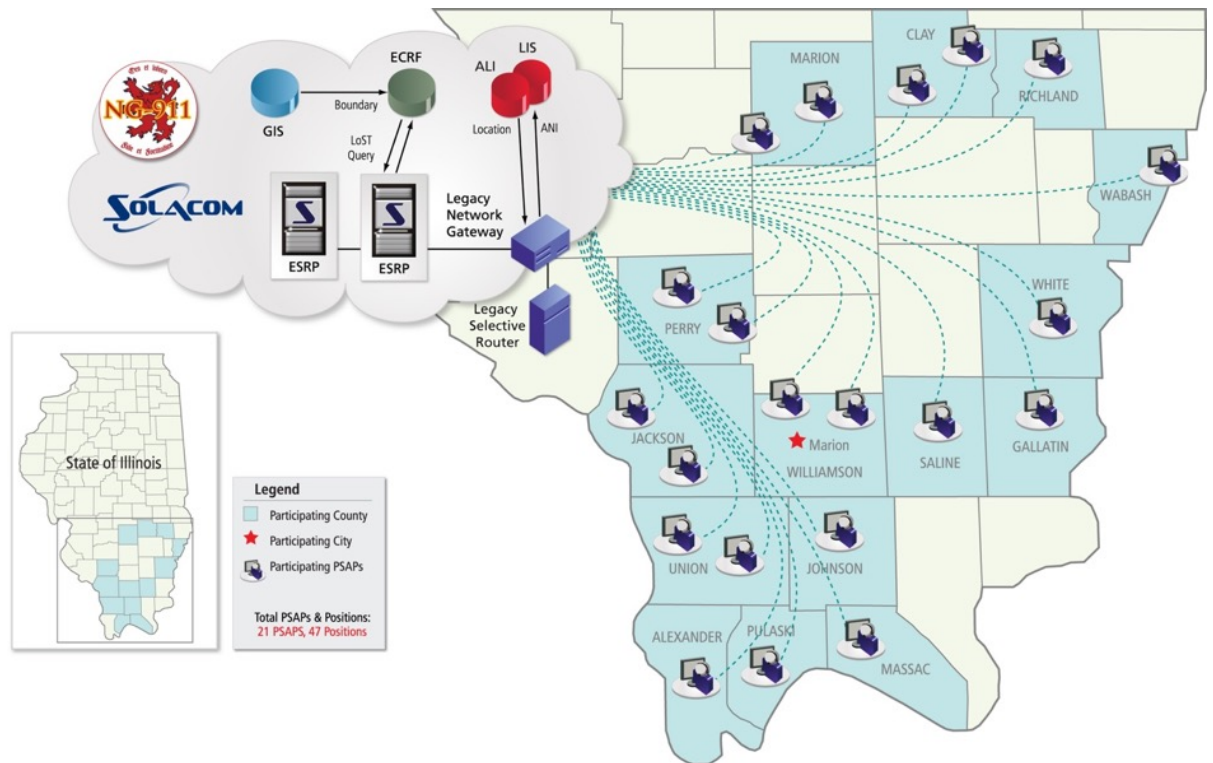 NG-911
SOLACOM
GIS
Boundary
ECRF
LoST
Query
LIS
ALI
Location
ANI
ESRP
ESRP
Legacy
Network
Gateway
Legacy
Selective
Router
CLAY
MARION
RICHLAND
WABASH
WHITE
PERRY
JACKSON
Marion
WILLIAMSON
SALINE
GALLATIN
UNION
JOHNSON
ALEXANDER
PULASKI
MASSAC
State of Illinois
Legend
Participating County
Participating City
Participating PSAPs
Total PSAPs & Positions:
21 PSAPS, 47 Positions